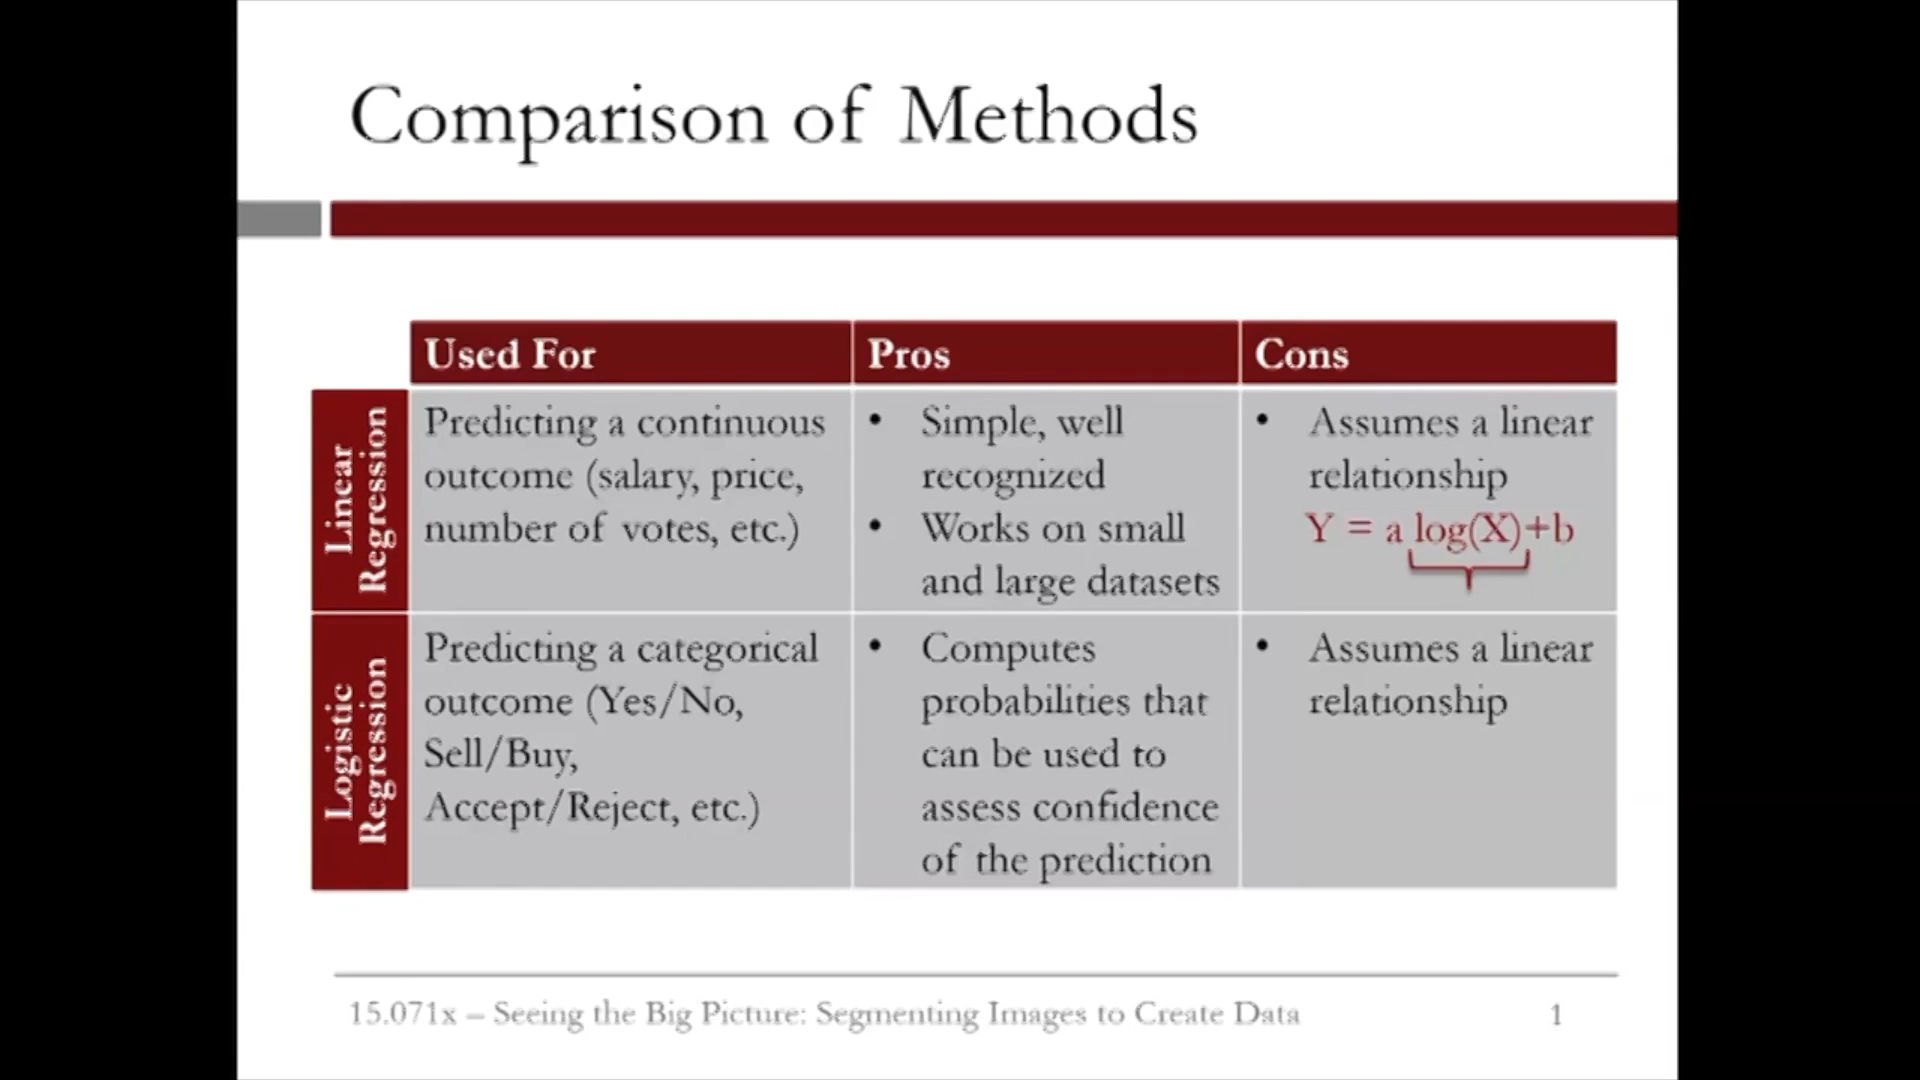 Comparison of Methods
Used For
Pros
Cons
Linear
Regression
Predicting a continuous
outcome (salary, price,
number of votes, etc.)
• Simple, well
recognized
• Works on small
and large datasets
• Assumes a linear
relationship
Y = a log(X)+b
Logistic
Regression
Predicting a categorical
outcome (Yes/No,
Sell/Buy,
Accept/Reject, etc.)
• Computes
probabilities that
can be used to
assess confidence
of the prediction
• Assumes a linear
relationship
15.071x – Seeing the Big Picture: Segmenting Images to Create Data
1